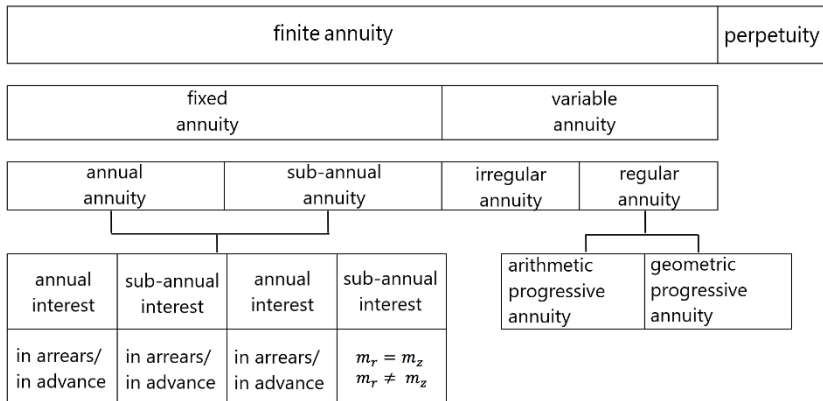 finite annuity
perpetuity
fixed
annuity
variable
annuity
annual
annuity
sub-annual
annuity
irregular
annuity
regular
annuity
annual
interest
sub-annual
interest
annual
interest
sub-annual
interest
arithmetic
progressive
annuity
geometric
progressive
annuity
in arrears/
in advance
in arrears/
in advance
in arrears/
in advance
m_r = m_z
m_r ≠ m_z